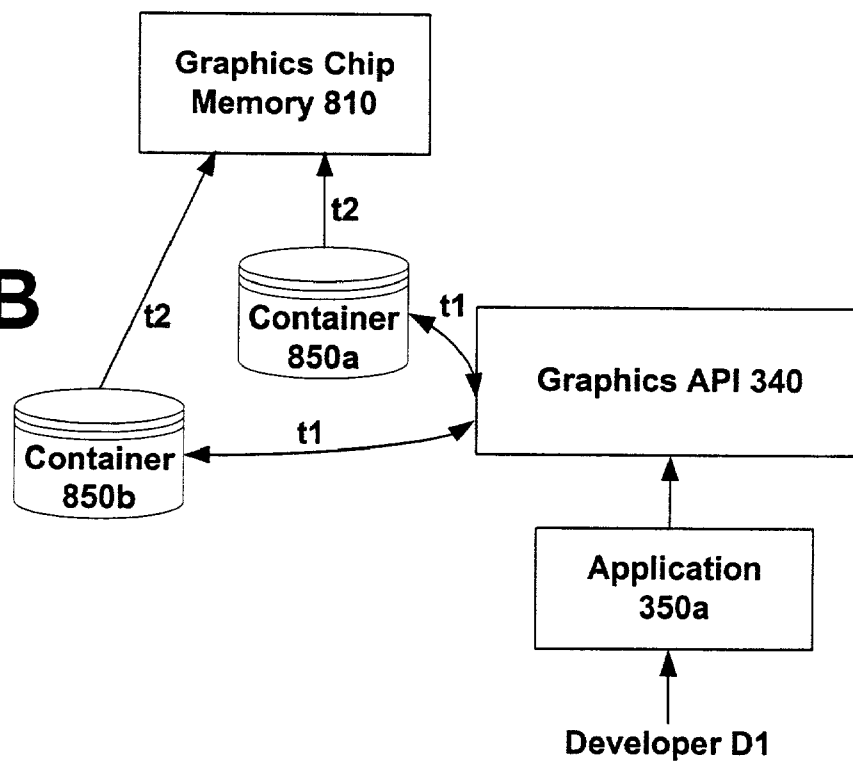 Graphics Chip
Memory 810
t2
B
t2
Container
850a
t1
Graphics API 340
Container
850b
t1
Application
350a
Developer D1